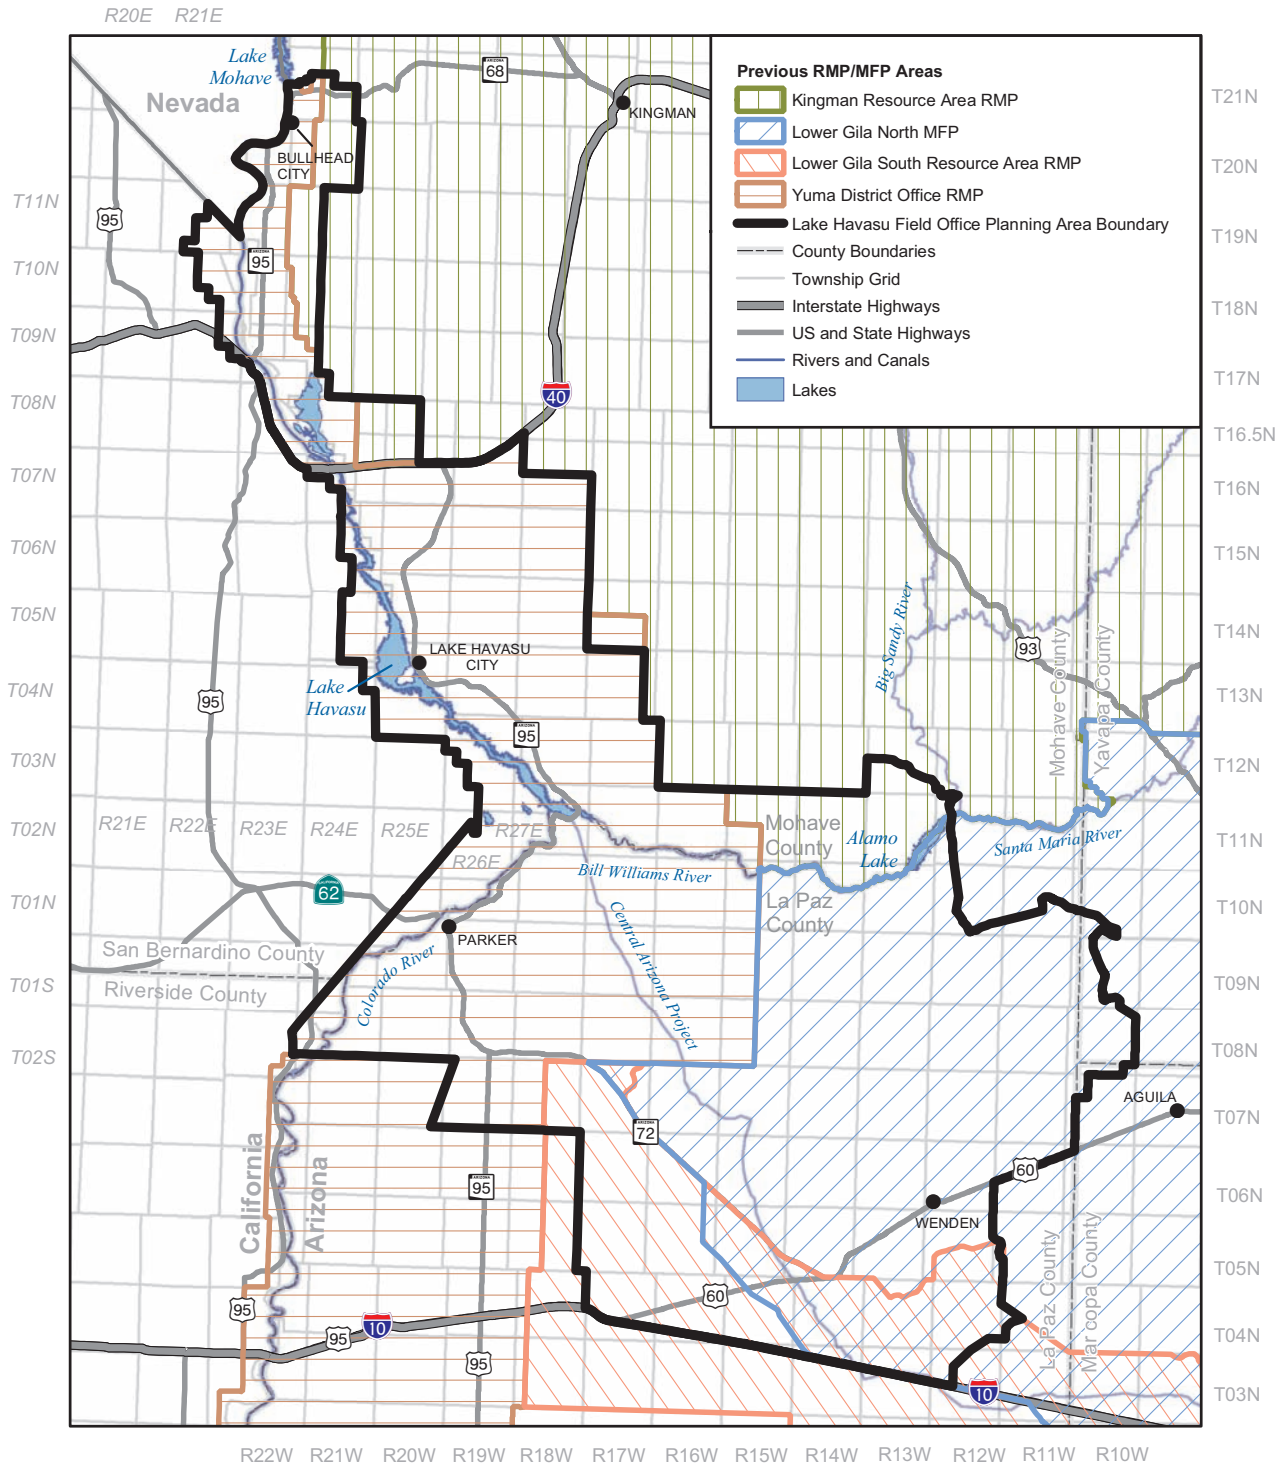 R20E R21E
Lake
Mohave
Nevada
ARIZONA
68
KINGMAN
BULLHEAD
CITY
95
ARIZONA
95
40
Previous RMP/MFP Areas
Kingman Resource Area RMP
Lower Gila North MFP
Lower Gila South Resource Area RMP
Yuma District Office RMP
Lake Havasu Field Office Planning Area Boundary
County Boundaries
Township Grid
Interstate Highways
US and State Highways
Rivers and Canals
Lakes
T11N
T10N
T09N
T08N
T07N
T06N
T05N
T04N
T03N
T02N
T01N
T01S
T02S
T21N
T20N
T19N
T18N
T17N
T16.5N
T16N
T15N
T14N
T13N
T12N
T11N
T10N
T09N
T08N
T07N
T06N
T05N
T04N
T03N
Big Sandy River
93
Mohave County
Yavapai County
LAKE HAVASU
CITY
Lake
Havasu
95
ARIZONA
95
R21E R22E R23E R24E R25E R27E
R26E
Mohave
County
Alamo
Lake
Santa Maria River
Bill Williams River
La Paz
County
CALIFORNIA
62
PARKER
Central Arizona Project
Colorado River
San Bernardino County
Riverside County
AGUILA
ARIZONA
72
60
California
Arizona
ARIZONA
95
WENDEN
La Paz County
Maricopa County
95
60
10
95
95
10
R22W R21W R20W R19W R18W R17W R16W R15W R14W R13W R12W R11W R10W